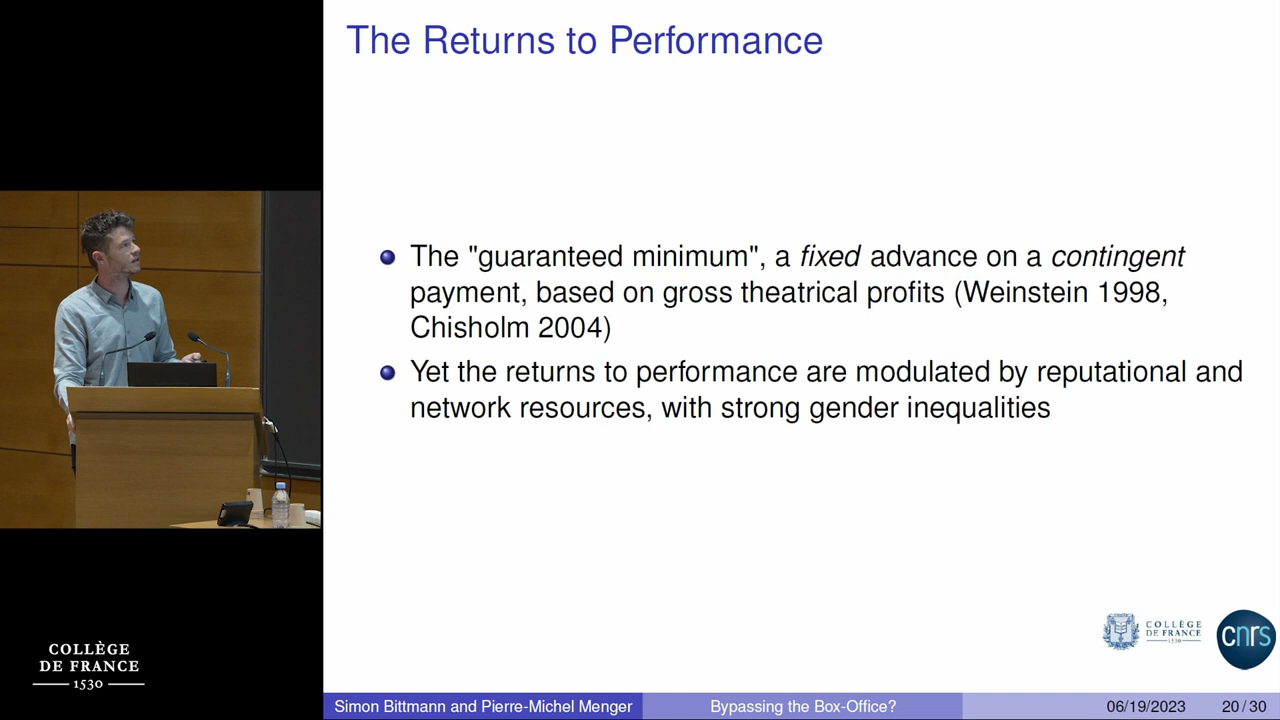 The Returns to Performance
The "guaranteed minimum", a fixed advance on a contingent
payment, based on gross theatrical profits (Weinstein 1998,
Chisholm 2004)
Yet the returns to performance are modulated by reputational and
network resources, with strong gender inequalities
COLLÈGE
DE FRANCE
1530
COLLÈGE
DE FRANCE
1530
cnrs
Simon Bittmann and Pierre-Michel Menger
Bypassing the Box-Office?
06/19/2023
20 / 30